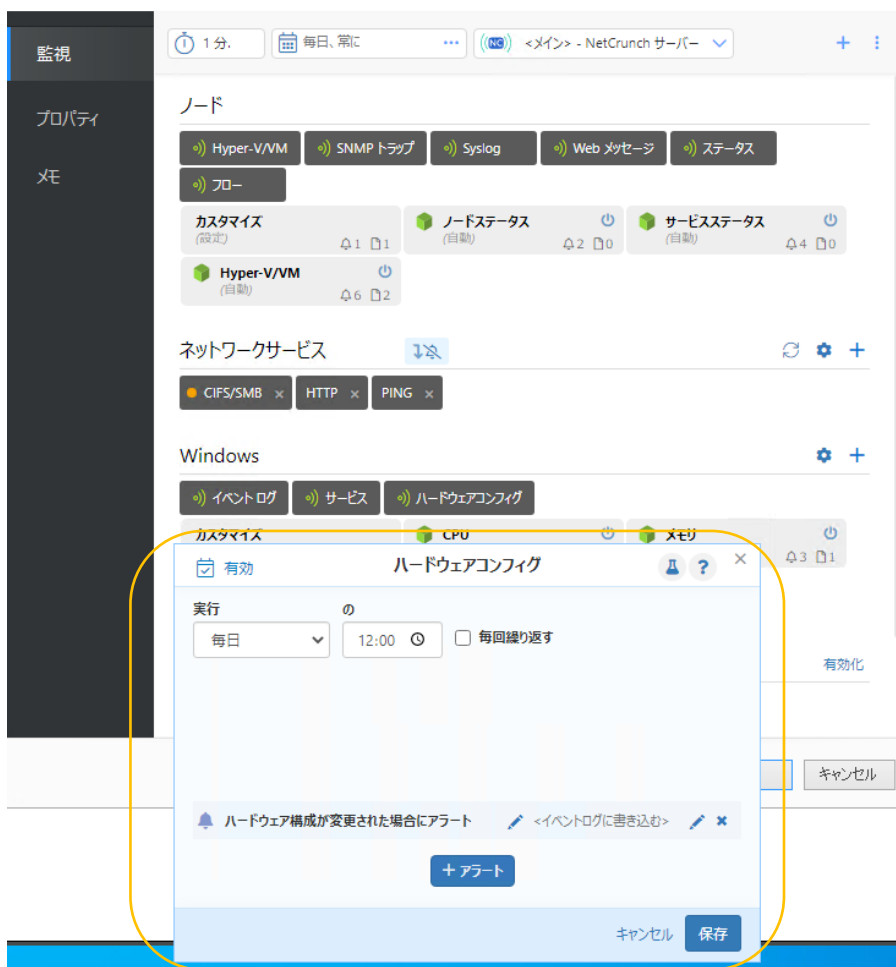 監視
プロパティ
メモ
1 分.
毎日、常に
<メイン> - NetCrunch サーバー
ノード
Hyper-V/VM
SNMP トラップ
Syslog
Web メッセージ
ステータス
フロー
カスタマイズ
(設定)
1 1
ノードステータス
(自動)
2 0
サービスステータス
(自動)
4 0
Hyper-V/VM
(自動)
6 2
ネットワークサービス
CIFS/SMB ×
HTTP ×
PING ×
Windows
イベントログ
サービス
ハードウェアコンフィグ
カスタマイズ
CPU
メモリ
3 1
有効
ハードウェアコンフィグ
実行
の
毎日
12:00
毎回繰り返す
有効化
キャンセル
ハードウェア構成が変更された場合にアラート
<イベントログに書き込む>
+ アラート
キャンセル
保存